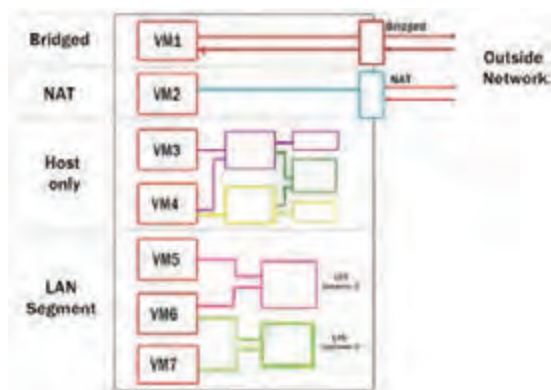 Bridged
VM1
Bridged
Outside
Network
NAT
VM2
NAT
Host
only
VM3
VM4
LAN
Segment
VM5
VM6
VM7